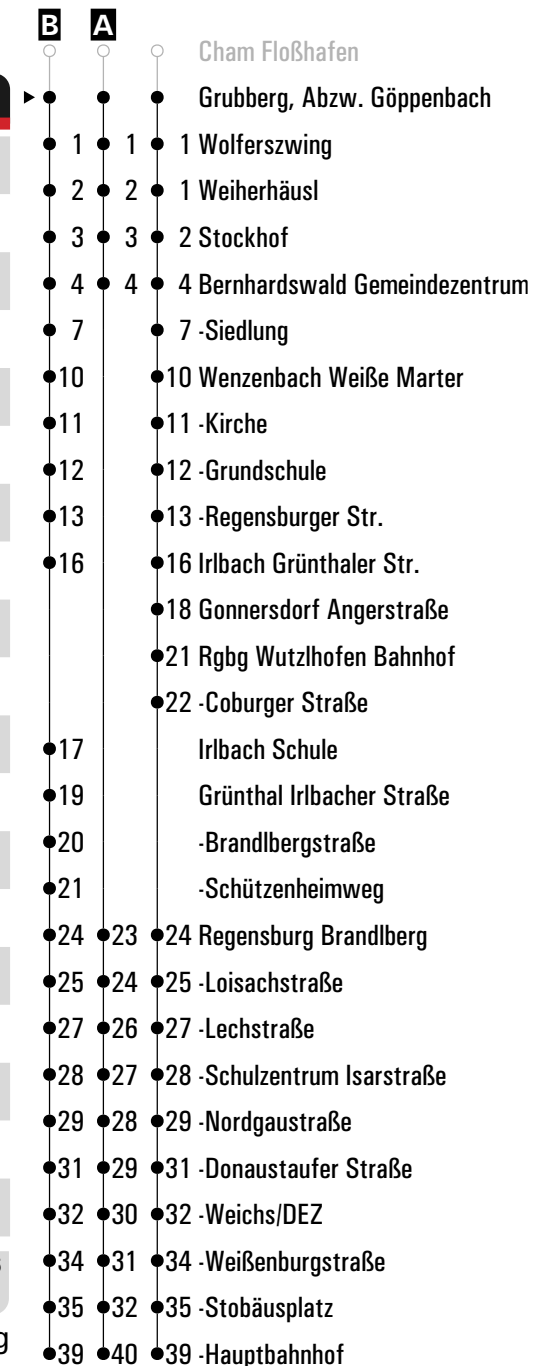 B A
Cham Floßhafen
Grubberg, Abzw. Göppenbach
1 1 1 Wolferszwing
2 2 1 Weiherhäusl
3 3 2 Stockhof
4 4 4 Bernhardswald Gemeindezentrum
7 7 -Siedlung
10 10 Wenzenbach Weiße Marter
11 11 -Kirche
12 12 -Grundschule
13 13 -Regensburger Str.
16 16 Irlbach Grünthaler Str.
18 Gonnersdorf Angerstraße
21 Rgbg Wutzlhofen Bahnhof
22 -Coburger Straße
17 Irlbach Schule
19 Grünthal Irlbacher Straße
20 -Brandlbergstraße
21 -Schützenheimweg
24 23 24 Regensburg Brandlberg
25 24 25 -Loisachstraße
27 26 27 -Lechstraße
28 27 28 -Schulzentrum Isarstraße
29 28 29 -Nordgaustraße
31 29 31 -Donaustaufer Straße
32 30 32 -Weichs/DEZ
34 31 34 -Weißenburgstraße
35 32 35 -Stobäusplatz
39 40 39 -Hauptbahnhof